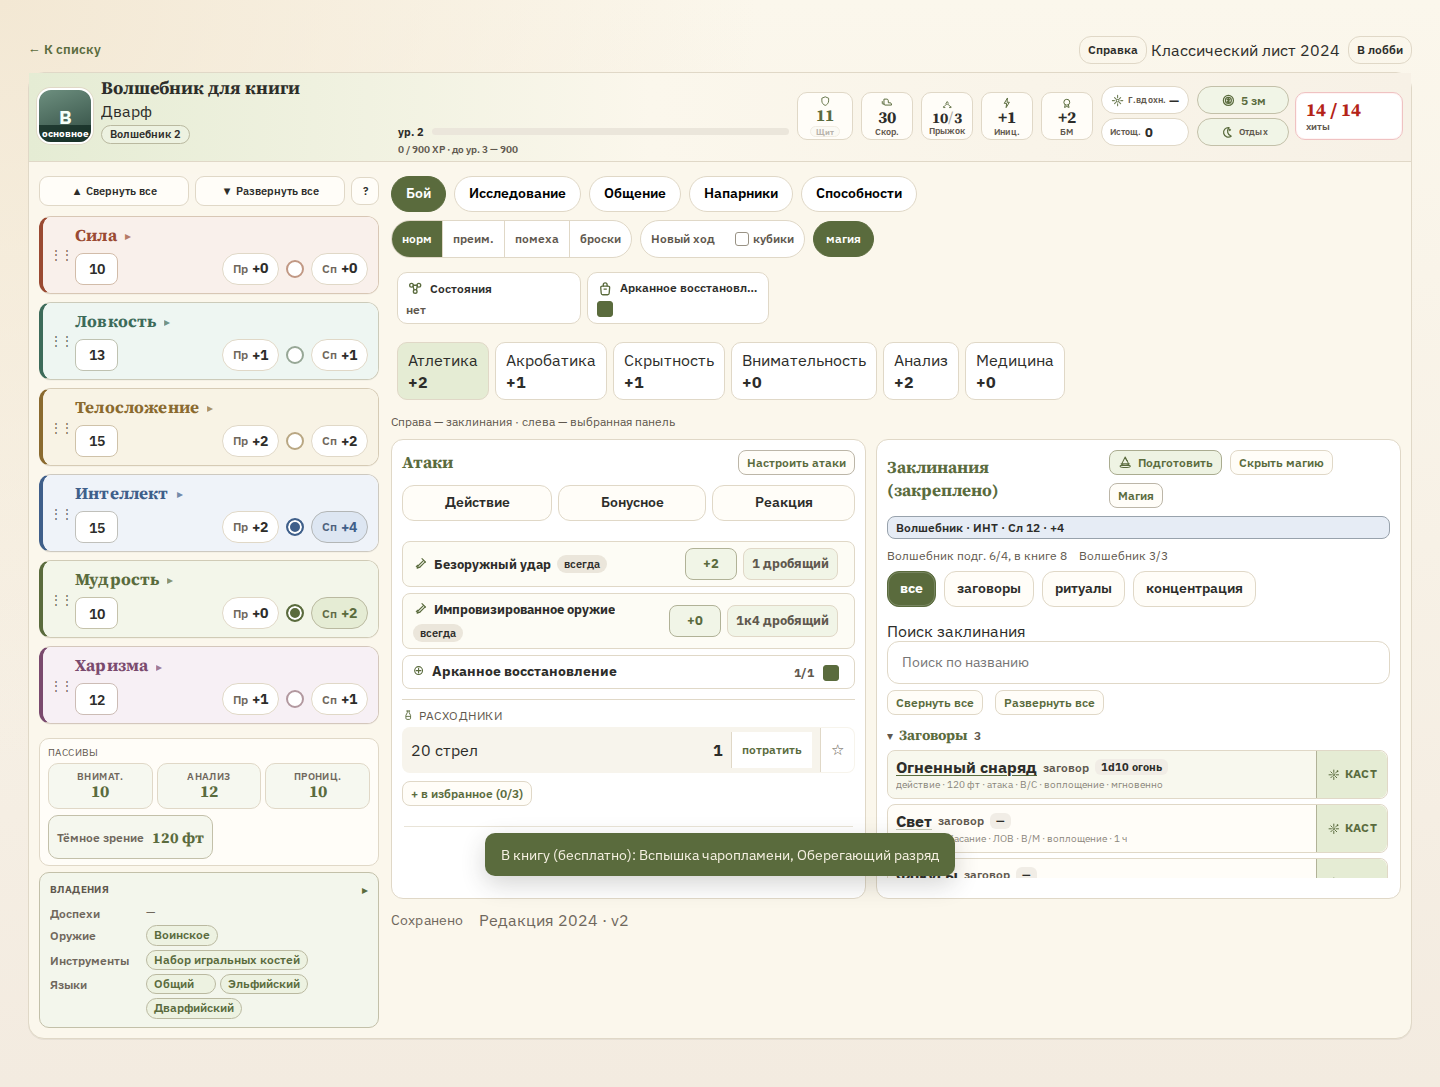 ← К списку
Справка Классический лист 2024 В лобби
В
основное
Волшебник для книги
Дварф
Волшебник 2
ур. 2
0 / 900 XP · до ур. 3 — 900
11
Щит
30
Скор.
10/3
Прыжок
+1
Иниц.
+2
БМ
Г.вдохн. —
Истощ. 0
5 зм
Отдых
14 / 14
хиты
▲ Свернуть все
▼ Развернуть все
?
Сила ▸
10 Пр +0 Сп +0
Ловкость ▸
13 Пр +1 Сп +1
Телосложение ▸
15 Пр +2 Сп +2
Интеллект ▸
15 Пр +2 Сп +4
Мудрость ▸
10 Пр +0 Сп +2
Харизма ▸
12 Пр +1 Сп +1
ПАССИВЫ
ВНИМАТ.
10
АНАЛИЗ
12
ПРОНИЦ.
10
Тёмное зрение 120 фт
ВЛАДЕНИЯ ▸
Доспехи —
Оружие Воинское
Инструменты Набор игральных костей
Языки Общий Эльфийский
Дварфийский
Бой Исследование Общение Напарники Способности
норм преим. помеха броски Новый ход кубики магия
Состояния
нет
Арканное восстановл...
Атлетика
+2
Акробатика
+1
Скрытность
+1
Внимательность
+0
Анализ
+2
Медицина
+0
Справа — заклинания · слева — выбранная панель
Атаки Настроить атаки
Действие Бонусное Реакция
Безоружный удар всегда +2 1 дробящий
Импровизированное оружие
всегда
+0 1к4 дробящий
Арканное восстановление 1/1
РАСХОДНИКИ
20 стрел 1 потратить ☆
+ в избранное (0/3)
Заклинания
(закреплено)
Подготовить Скрыть магию
Магия
Волшебник · ИНТ · Сл 12 · +4
Волшебник подг. 6/4, в книге 8 Волшебник 3/3
все заговоры ритуалы концентрация
Поиск заклинания
Поиск по названию
Свернуть все Развернуть все
▾ Заговоры 3
Огненный снаряд заговор 1d10 огонь
действие · 120 фт · атака · В/С · воплощение · мгновенно
КАСТ
Свет заговор —
асание · ЛОВ · В/М · воплощение · 1 ч
КАСТ
заговор —
В книгу (бесплатно): Вспышка чаропламени, Оберегающий разряд
Сохранено Редакция 2024 · v2